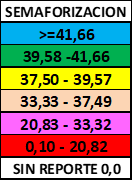 SEMAFORIZACION
>=41,66
39,58 -41,66
37,50 - 39,57
33,33 - 37,49
20,83 - 33,32
0,10 - 20,82
SIN REPORTE 0,0